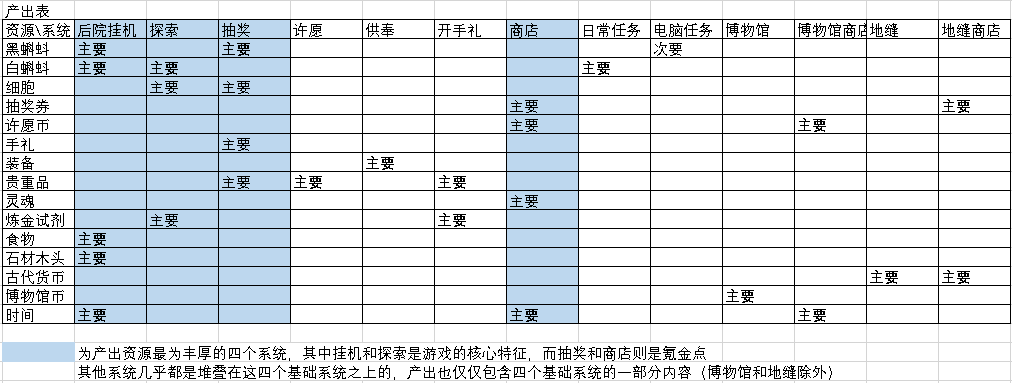 产出表
资源\系统 后院挂机 探索 抽奖 许愿 供奉 开手礼 商店 日常任务 电脑任务 博物馆 博物馆商店 地缝 地缝商店
黑蝌蚪 主要 主要 次要
白蝌蚪 主要 主要 主要
细胞 主要 主要
抽奖券 主要 主要
许愿币 主要 主要
手礼 主要
装备 主要
贵重品 主要 主要 主要
灵魂 主要
炼金试剂 主要 主要
食物 主要
石材木头 主要
古代货币 主要 主要
博物馆币 主要
时间 主要 主要 主要
为产出资源最为丰厚的四个系统，其中挂机和探索是游戏的核心特征，而抽奖和商店则是氪金点
其他系统几乎都是堆叠在这四个基础系统之上的，产出也仅仅包含四个基础系统的一部分内容（博物馆和地缝除外）